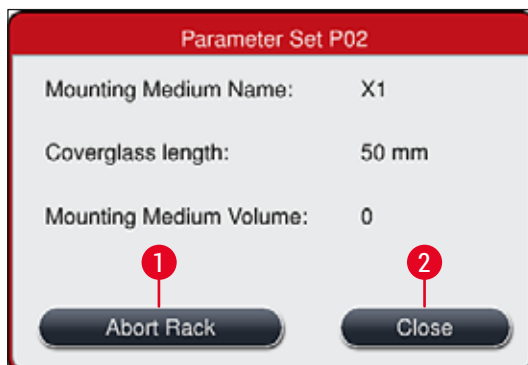 Parameter Set P02
Mounting Medium Name: X1
Coverglass length: 50 mm
Mounting Medium Volume: 0
1 2
Abort Rack Close